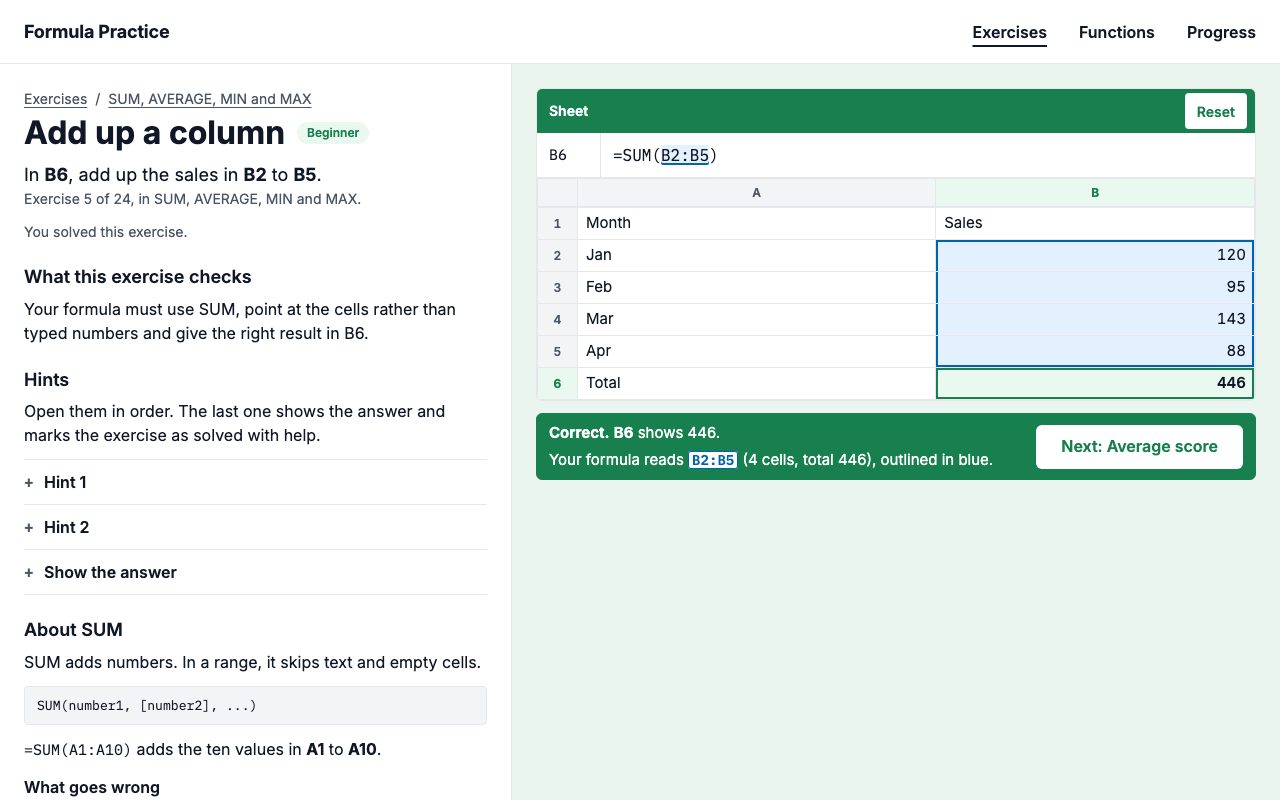 Formula Practice
Exercises Functions Progress
Exercises / SUM, AVERAGE, MIN and MAX
Add up a column Beginner
In B6, add up the sales in B2 to B5.
Exercise 5 of 24, in SUM, AVERAGE, MIN and MAX.
You solved this exercise.
What this exercise checks
Your formula must use SUM, point at the cells rather than
typed numbers and give the right result in B6.
Hints
Open them in order. The last one shows the answer and
marks the exercise as solved with help.
+ Hint 1
+ Hint 2
+ Show the answer
About SUM
SUM adds numbers. In a range, it skips text and empty cells.
SUM(number1, [number2], ...)
=SUM(A1:A10) adds the ten values in A1 to A10.
What goes wrong
Sheet Reset
B6 =SUM(B2:B5)
A B
1 Month Sales
2 Jan 120
3 Feb 95
4 Mar 143
5 Apr 88
6 Total 446
Correct. B6 shows 446.
Your formula reads B2:B5 (4 cells, total 446), outlined in blue.
Next: Average score